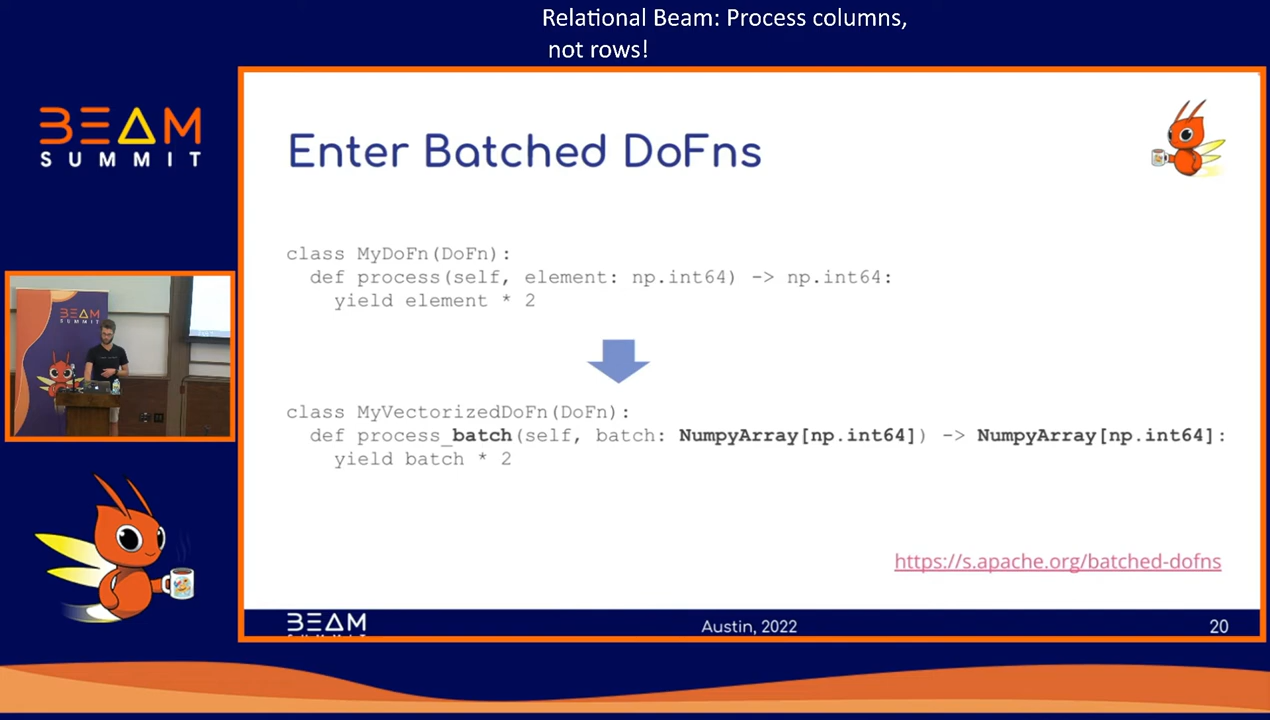 Relational Beam: Process columns,
not rows!
BEAM
SUMMIT
Enter Batched DoFns
class MyDoFn(DoFn):
def process(self, element: np.int64) -> np.int64:
yield element * 2
class MyVectorizedDoFn(DoFn):
def process_batch(self, batch: NumpyArray[np.int64]) -> NumpyArray[np.int64]:
yield batch * 2
https://s.apache.org/batched-dofns
BEAM
SUMMIT
BEAM
Austin, 2022
20